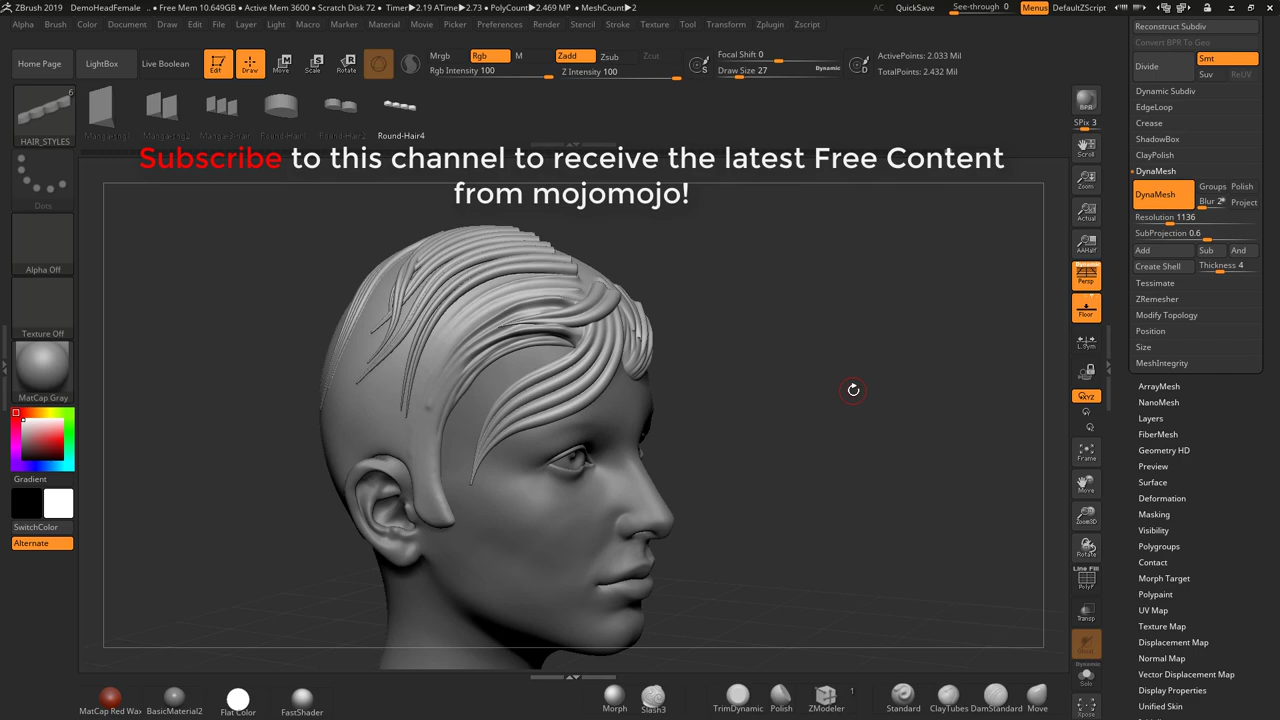 ZBrush 2019 DemoHeadFemale .. ● Free Mem 10.649GB ● Active Mem 3600 ● Scratch Disk 72 ● Timer▶2.19 ATime▶2.73 ● PolyCount▶2.469 MP ● MeshCount▶2 AC QuickSave See-through 0 Menus DefaultZScript
Alpha Brush Color Document Draw Edit File Layer Light Macro Marker Material Movie Picker Preferences Render Stencil Stroke Texture Tool Transform Zplugin Zscript
Home Page LightBox Live Boolean Edit Draw Move Scale Rotate
Mrgb Rgb M Zadd Zsub Zcut
Rgb Intensity 100 Z Intensity 100
Focal Shift 0
Draw Size 27 Dynamic
S D
ActivePoints: 2.033 Mil
TotalPoints: 2.432 Mil
6
HAIR_STYLES
Round-Hair4
Subscribe to this channel to receive the latest Free Content
from mojomojo!
Dots
Alpha Off
Texture Off
MatCap Gray
Gradient
SwitchColor
Alternate
BPR
SPix 3
Scroll
Zoom
Actual
AAHalf
Dynamic
Persp
Floor
L.Sym
XYZ
Frame
Move
Zoom3D
Rotate
Line Fill
PolyF
Transp
Ghost
Dynamic
Solo
Xpose
Reconstruct Subdiv
Convert BPR To Geo
Divide Smt
Suv ReUV
Dynamic Subdiv
EdgeLoop
Crease
ShadowBox
ClayPolish
DynaMesh
DynaMesh Groups Polish
Blur 2 Project
Resolution 1136
SubProjection 0.6
Add Sub And
Create Shell Thickness 4
Tessimate
ZRemesher
Modify Topology
Position
Size
MeshIntegrity
ArrayMesh
NanoMesh
Layers
FiberMesh
Geometry HD
Preview
Surface
Deformation
Masking
Visibility
Polygroups
Contact
Morph Target
Polypaint
UV Map
Texture Map
Displacement Map
Normal Map
Vector Displacement Map
Display Properties
Unified Skin
MatCap Red Wax BasicMaterial2 Flat Color FastShader Morph Slash3 TrimDynamic Polish ZModeler 1 Standard ClayTubes DamStandard Move